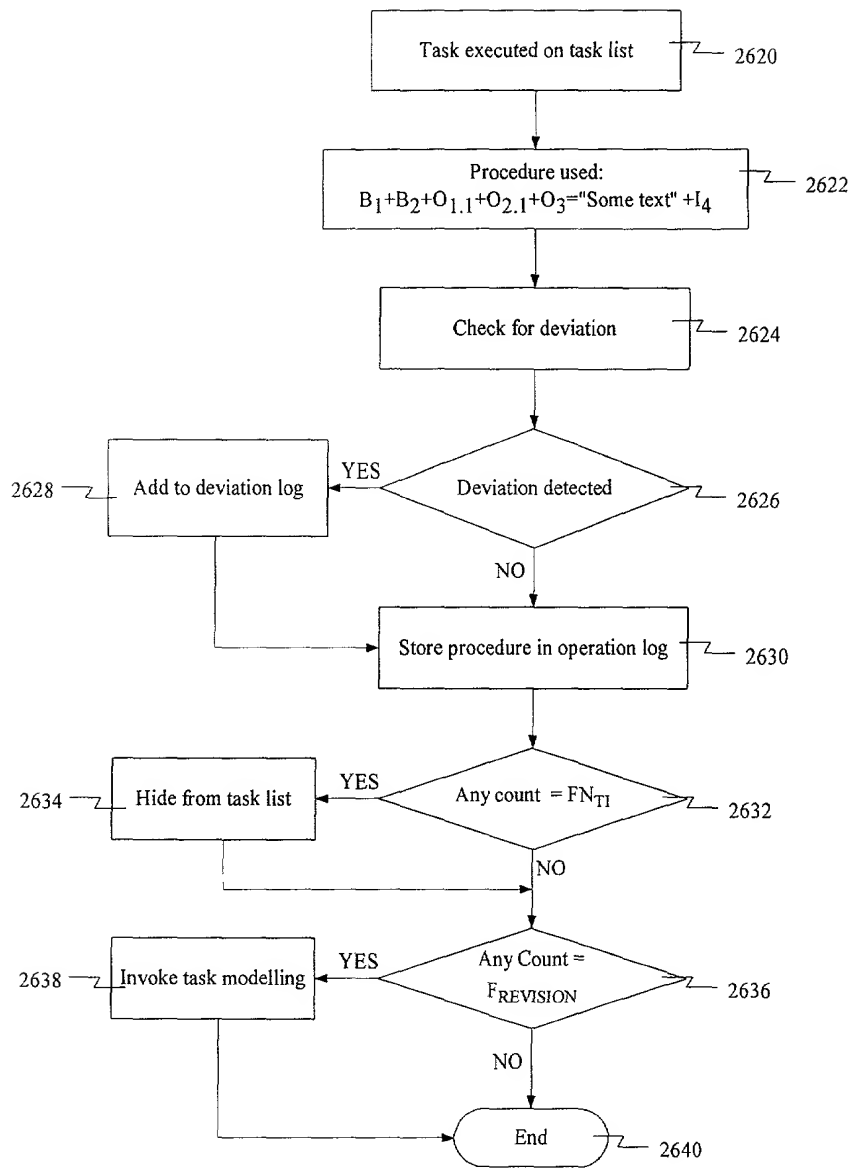 Task executed on task list
2620
Procedure used:
B1+B2+O1.1+O2.1+O3="Some text" +I4
2622
Check for deviation
2624
2628
Add to deviation log
YES
Deviation detected
2626
NO
Store procedure in operation log
2630
2634
Hide from task list
YES
Any count = FNTI
2632
NO
2638
Invoke task modelling
YES
Any Count =
FREVISION
2636
NO
End
2640